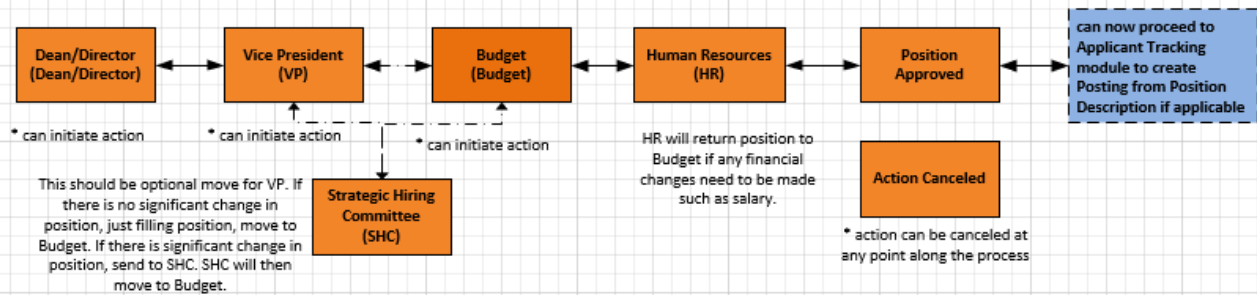 Dean/Director
(Dean/Director)
Vice President
(VP)
Budget
(Budget)
Human Resources
(HR)
Position
Approved
can now proceed to
Applicant Tracking
module to create
Posting from Position
Description if applicable
* can initiate action
* can initiate action
* can initiate action
HR will return position to
Budget if any financial
changes need to be made
such as salary.
Action Canceled
* action can be canceled at
any point along the process
This should be optional move for VP. If
there is no significant change in
position, just filling position, move to
Budget. If there is significant change in
position, send to SHC. SHC will then
move to Budget.
Strategic Hiring
Committee
(SHC)